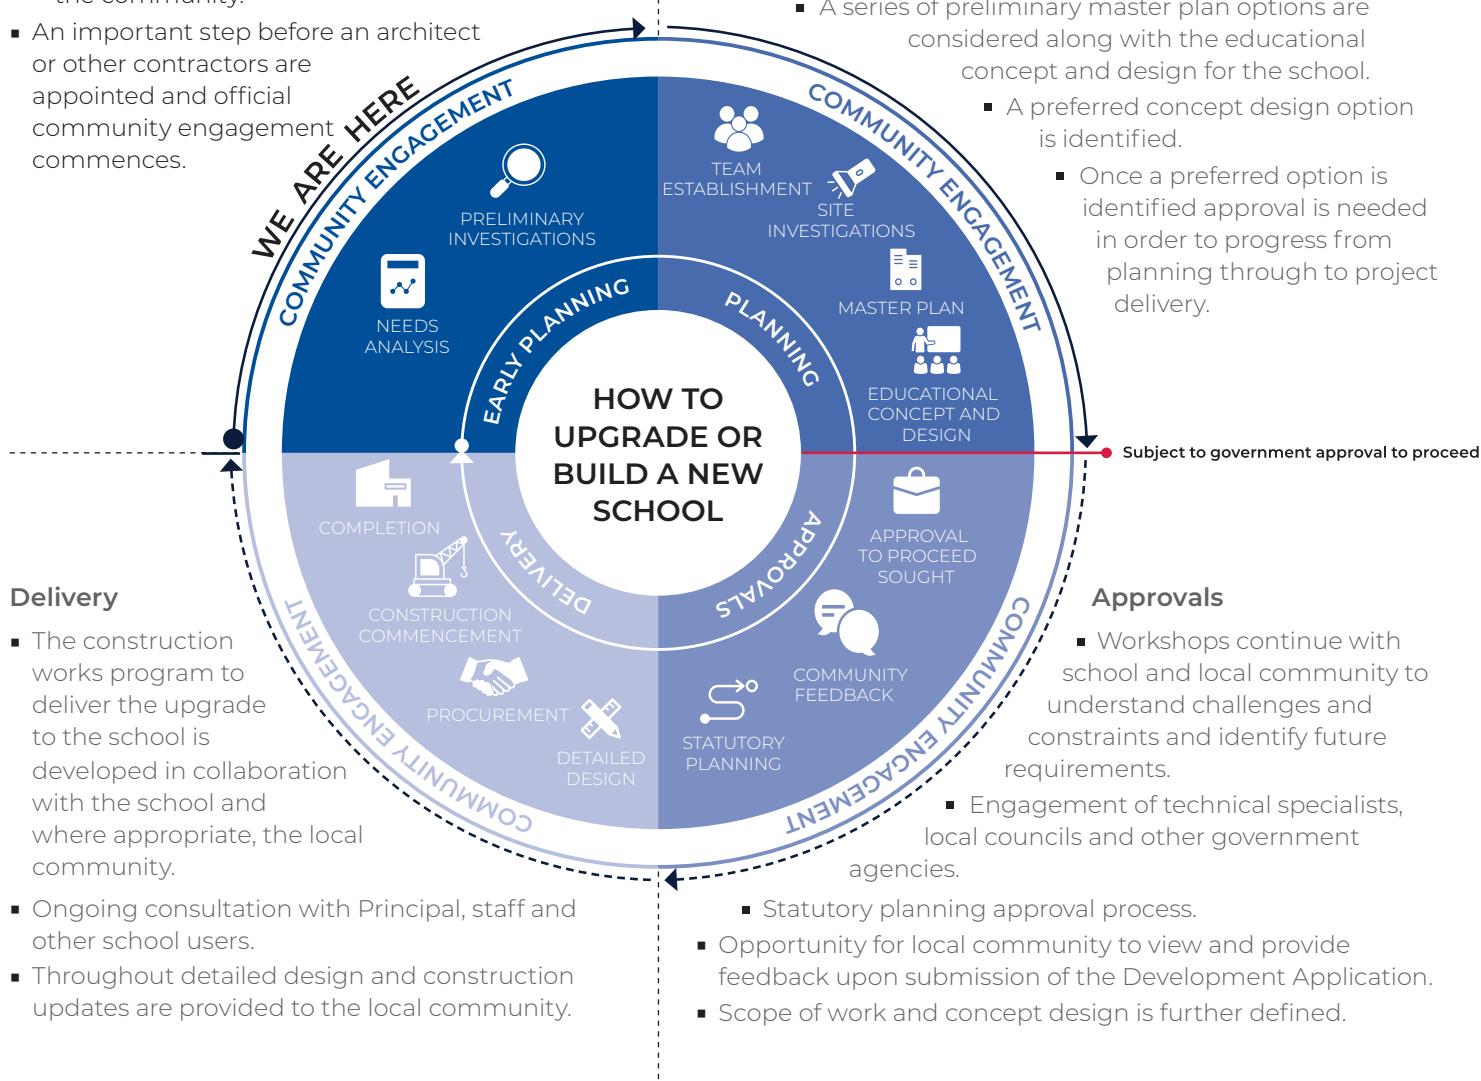 the community.
■ An important step before an architect
or other contractors are
appointed and official
community engagement
commences.
■ A series of preliminary master plan options are
considered along with the educational
concept and design for the school.
■ A preferred concept design option
is identified.
■ Once a preferred option is
identified approval is needed
in order to progress from
planning through to project
delivery.
WE ARE HERE
COMMUNITY ENGAGEMENT
PRELIMINARY
INVESTIGATIONS
NEEDS
ANALYSIS
EARLY PLANNING
COMMUNITY ENGAGEMENT
TEAM
ESTABLISHMENT
SITE
INVESTIGATIONS
MASTER PLAN
EDUCATIONAL
CONCEPT AND
DESIGN
PLANNING
HOW TO
UPGRADE OR
BUILD A NEW
SCHOOL
Subject to government approval to proceed
APPROVAL
TO PROCEED
SOUGHT
COMMUNITY
FEEDBACK
STATUTORY
PLANNING
APPROVALS
COMMUNITY ENGAGEMENT
DETAILED
DESIGN
PROCUREMENT
CONSTRUCTION
COMMENCEMENT
COMPLETION
DELIVERY
COMMUNITY ENGAGEMENT
Delivery
■ The construction
works program to
deliver the upgrade
to the school is
developed in collaboration
with the school and
where appropriate, the local
community.
■ Ongoing consultation with Principal, staff and
other school users.
■ Throughout detailed design and construction
updates are provided to the local community.
Approvals
■ Workshops continue with
school and local community to
understand challenges and
constraints and identify future
requirements.
■ Engagement of technical specialists,
local councils and other government
agencies.
■ Statutory planning approval process.
■ Opportunity for local community to view and provide
feedback upon submission of the Development Application.
■ Scope of work and concept design is further defined.